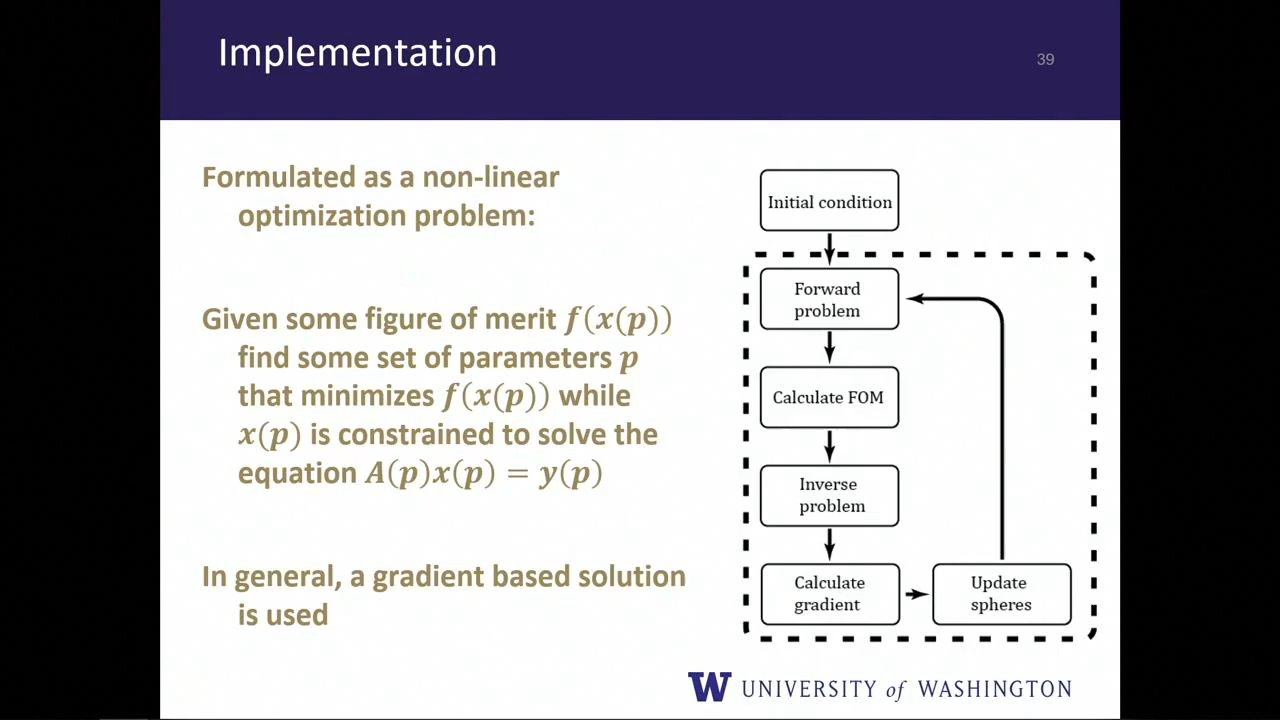 Implementation
39
Formulated as a non-linear
optimization problem:
Given some figure of merit f(x(p))
find some set of parameters p
that minimizes f(x(p)) while
x(p) is constrained to solve the
equation A(p)x(p) = y(p)
In general, a gradient based solution
is used
Initial condition
Forward
problem
Calculate FOM
Inverse
problem
Calculate
gradient
Update
spheres
W UNIVERSITY of WASHINGTON